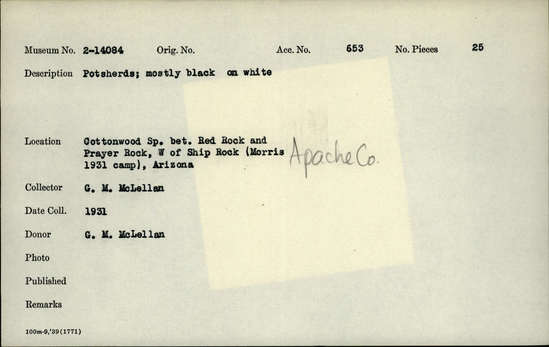 Museum No. 2-14084 Orig. No. Acc. No. 653 No. Pieces 25
Description Potsherds; mostly black on white
Location Cottonwood Sp. bet. Red Rock and
Prayer Rock, W of Ship Rock (Morris
1931 camp), Arizona
Apache Co.
Collector G. M. McLellan
Date Coll. 1931
Donor G. M. McLellan
Photo
Published
Remarks
100m-9,'39(1771)